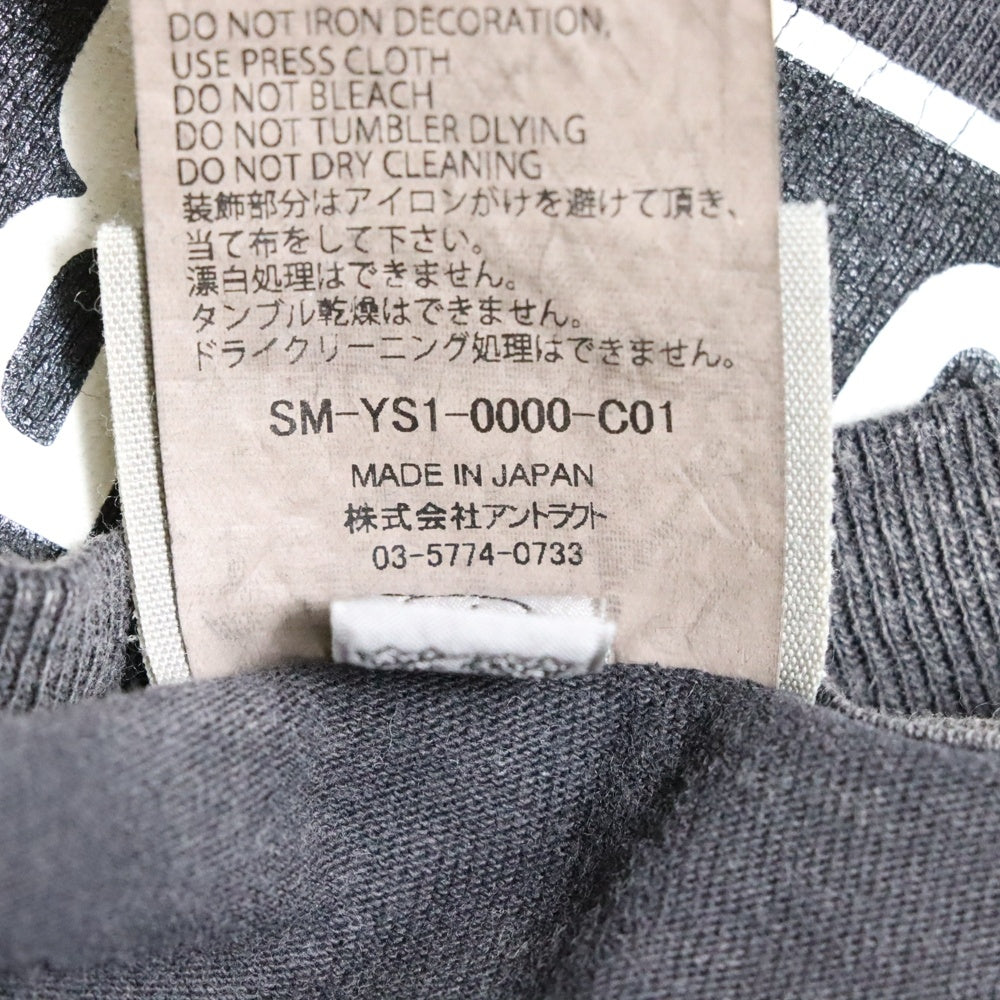 DO NOT IRON DECORATION,
USE PRESS CLOTH
DO NOT BLEACH
DO NOT TUMBLER DLYING
DO NOT DRY CLEANING
装飾部分はアイロンがけを避けて頂き、
当て布をして下さい。
漂白処理はできません。
タンブル乾燥はできません。
ドライクリーニング処理はできません。
SM-YS1-0000-C01
MADE IN JAPAN
株式会社アントラクト
03-5774-0733